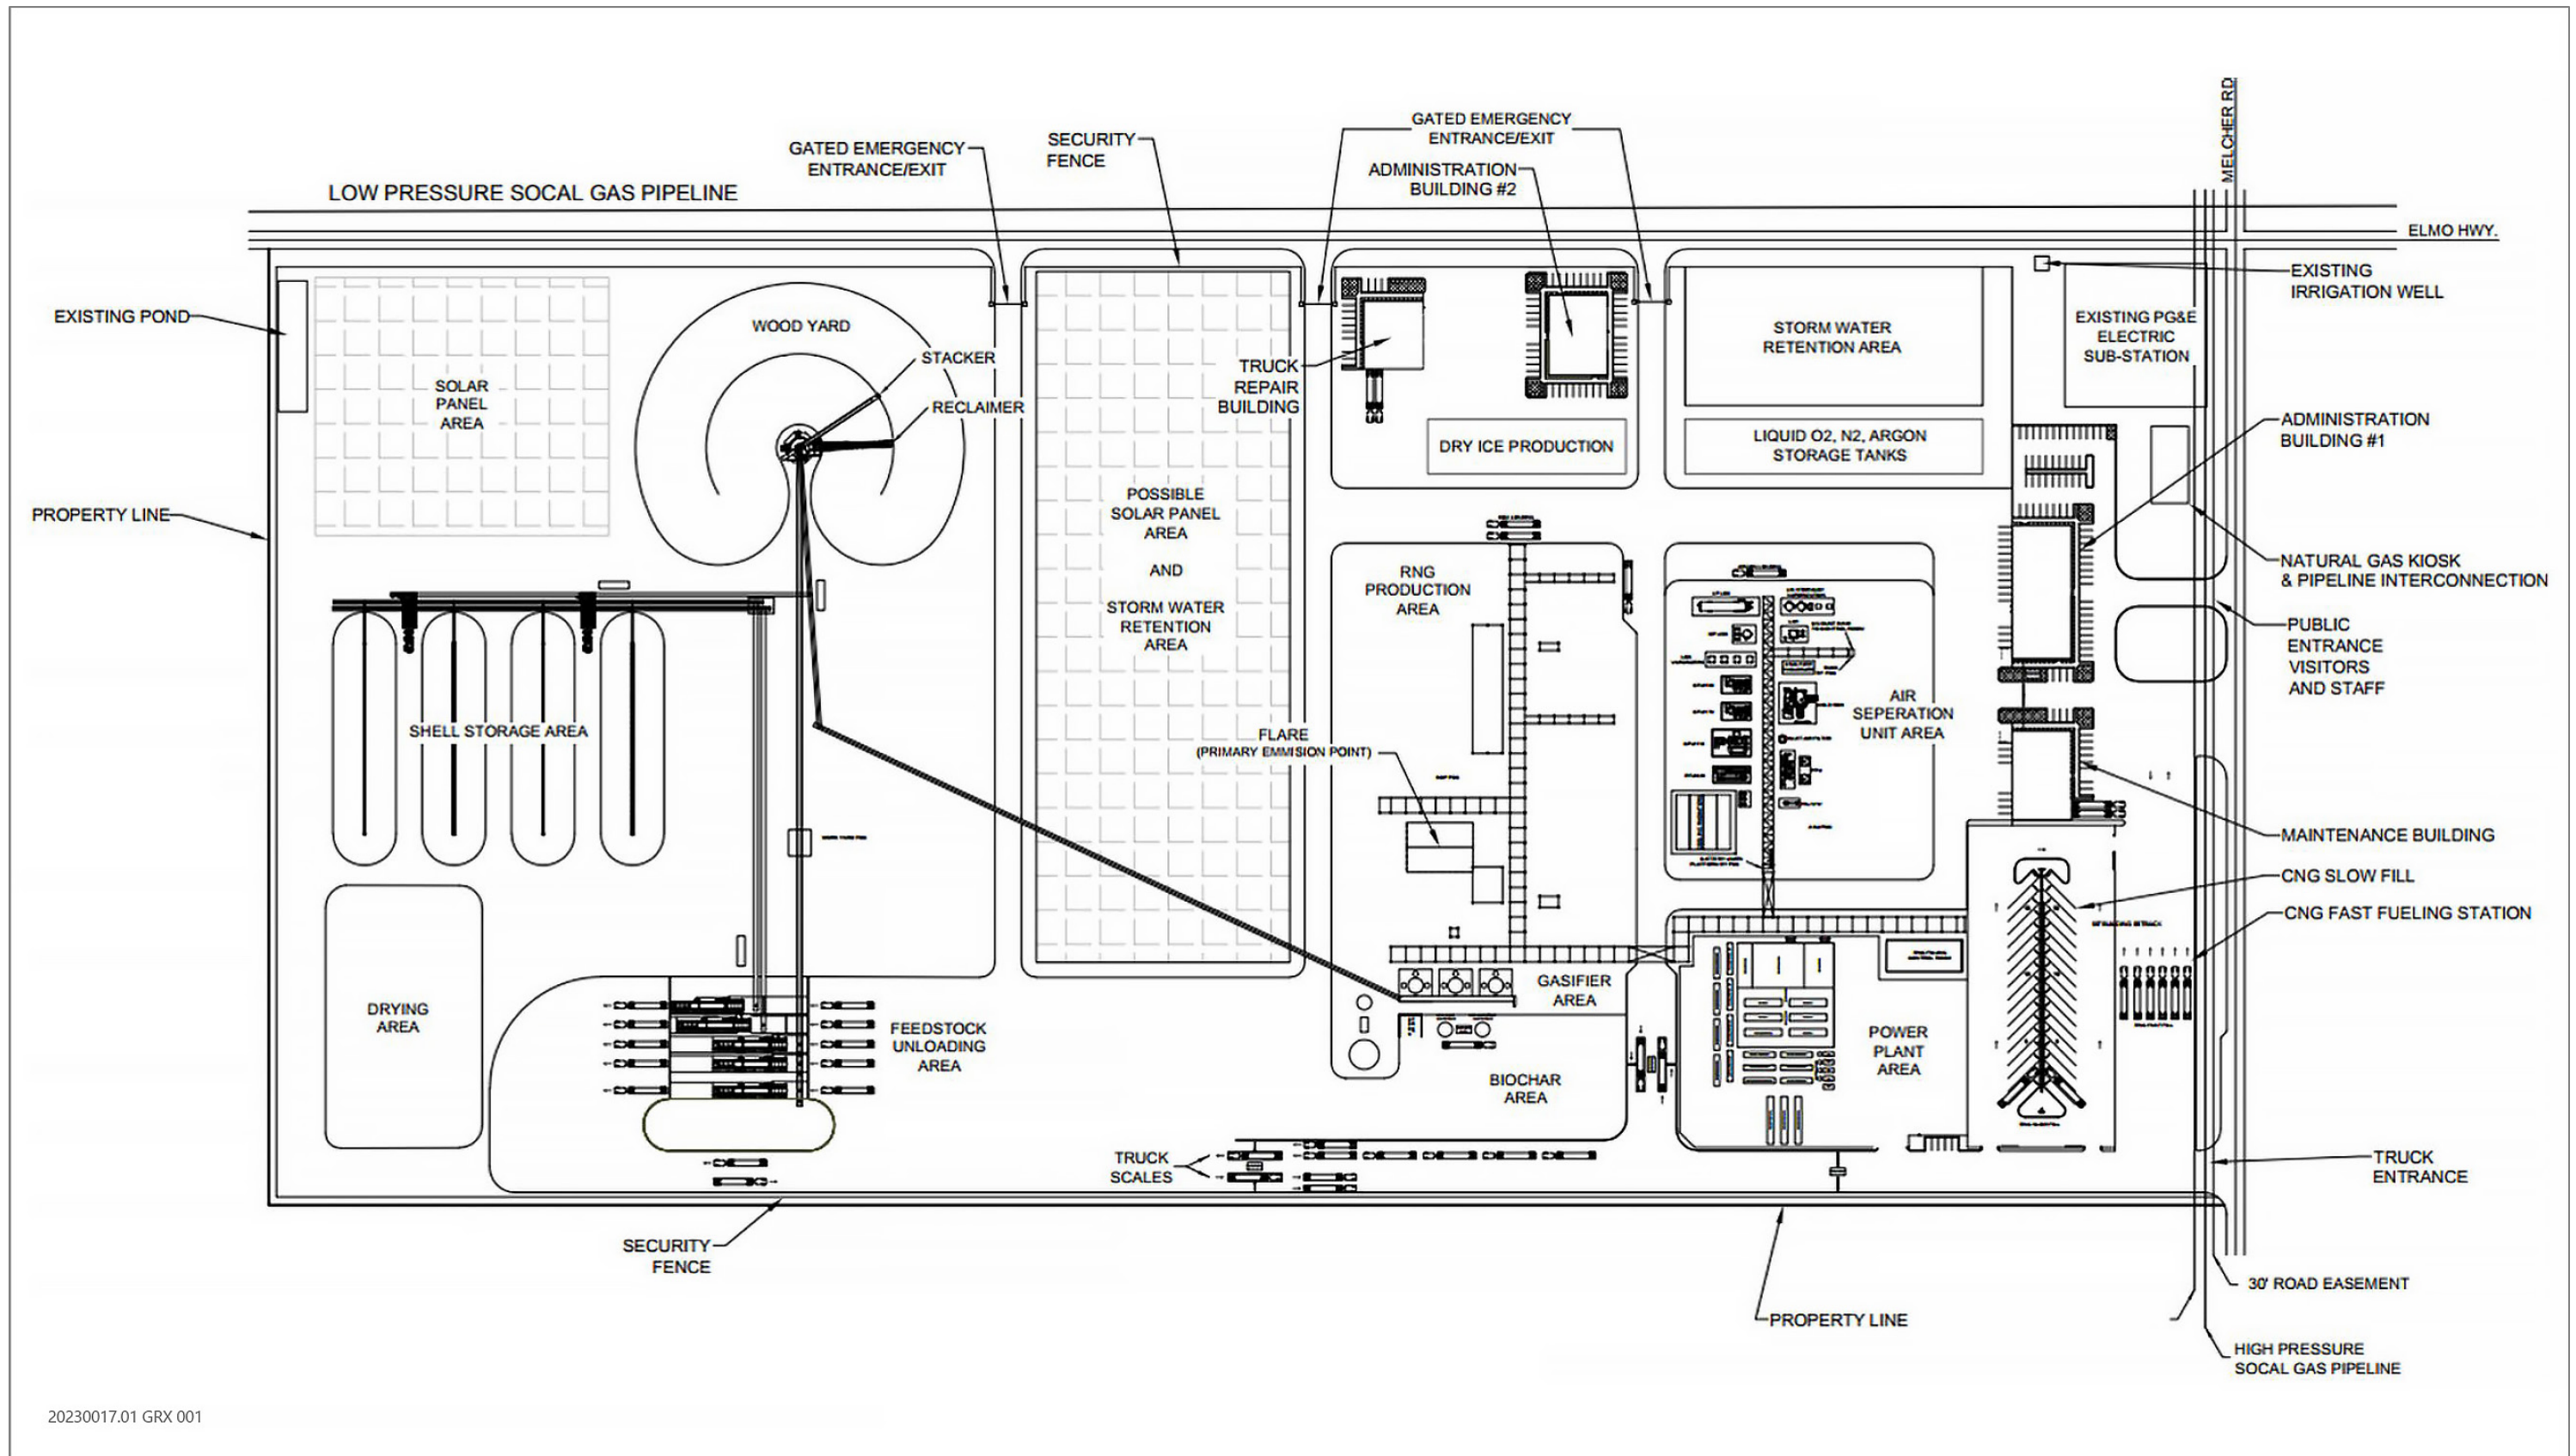 MELCHER RD
GATED EMERGENCY
ENTRANCE/EXIT
SECURITY
FENCE
GATED EMERGENCY
ENTRANCE/EXIT
ADMINISTRATION
BUILDING #2
LOW PRESSURE SOCAL GAS PIPELINE
ELMO HWY.
EXISTING
IRRIGATION WELL
EXISTING POND
WOOD YARD
STACKER
RECLAIMER
SOLAR
PANEL
AREA
TRUCK
REPAIR
BUILDING
STORM WATER
RETENTION AREA
EXISTING PG&E
ELECTRIC
SUB-STATION
ADMINISTRATION
BUILDING #1
DRY ICE PRODUCTION
LIQUID O2, N2, ARGON
STORAGE TANKS
PROPERTY LINE
POSSIBLE
SOLAR PANEL
AREA
AND
STORM WATER
RETENTION
AREA
RNG
PRODUCTION
AREA
NATURAL GAS KIOSK
& PIPELINE INTERCONNECTION
PUBLIC
ENTRANCE
VISITORS
AND STAFF
SHELL STORAGE AREA
FLARE
(PRIMARY EMMISION POINT)
AIR
SEPERATION
UNIT AREA
MAINTENANCE BUILDING
CNG SLOW FILL
CNG FAST FUELING STATION
DRYING
AREA
FEEDSTOCK
UNLOADING
AREA
GASIFIER
AREA
BIOCHAR
AREA
POWER
PLANT
AREA
TRUCK
SCALES
TRUCK
ENTRANCE
SECURITY
FENCE
PROPERTY LINE
30' ROAD EASEMENT
HIGH PRESSURE
SOCAL GAS PIPELINE
20230017.01 GRX 001